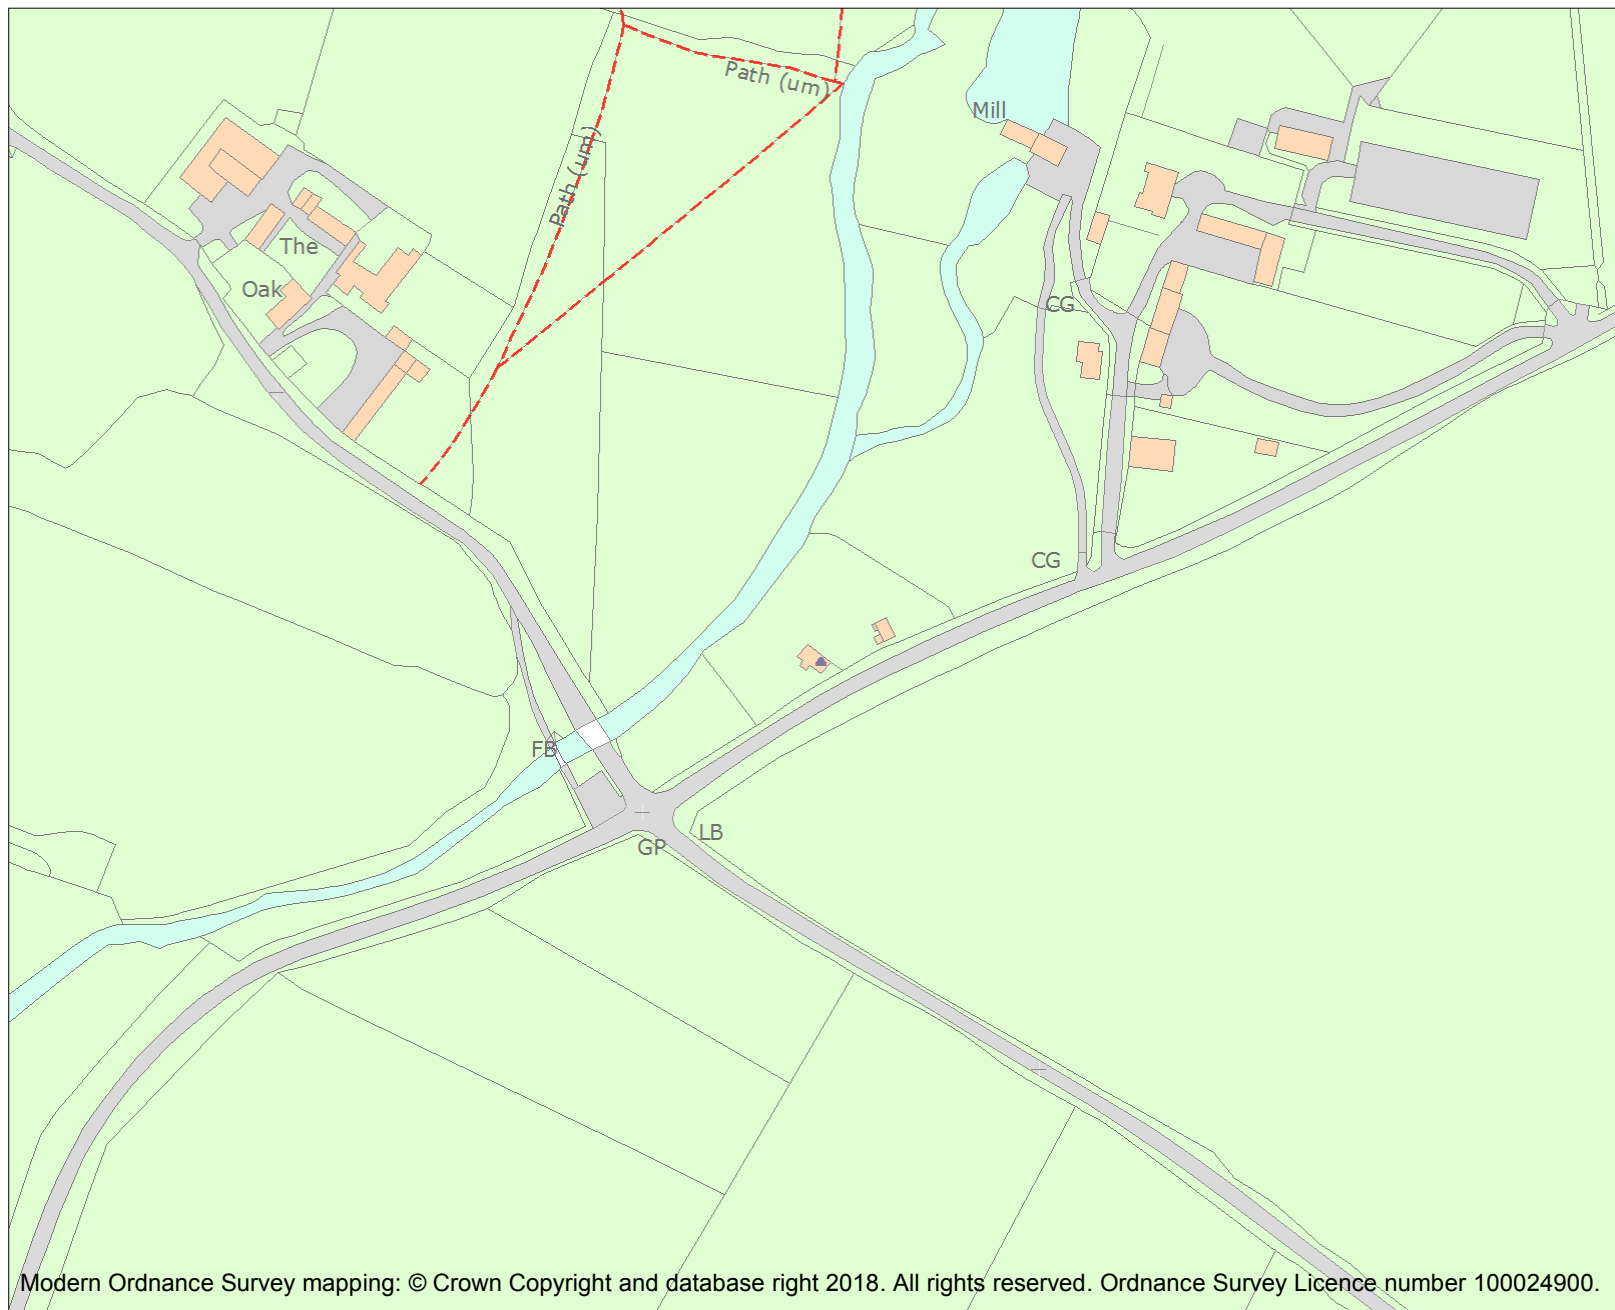 Path (um)
Mill
Path (um)
The
Oak
CG
CG
FB
LB
GP
Modern Ordnance Survey mapping: © Crown Copyright and database right 2018. All rights reserved. Ordnance Survey Licence number 100024900.